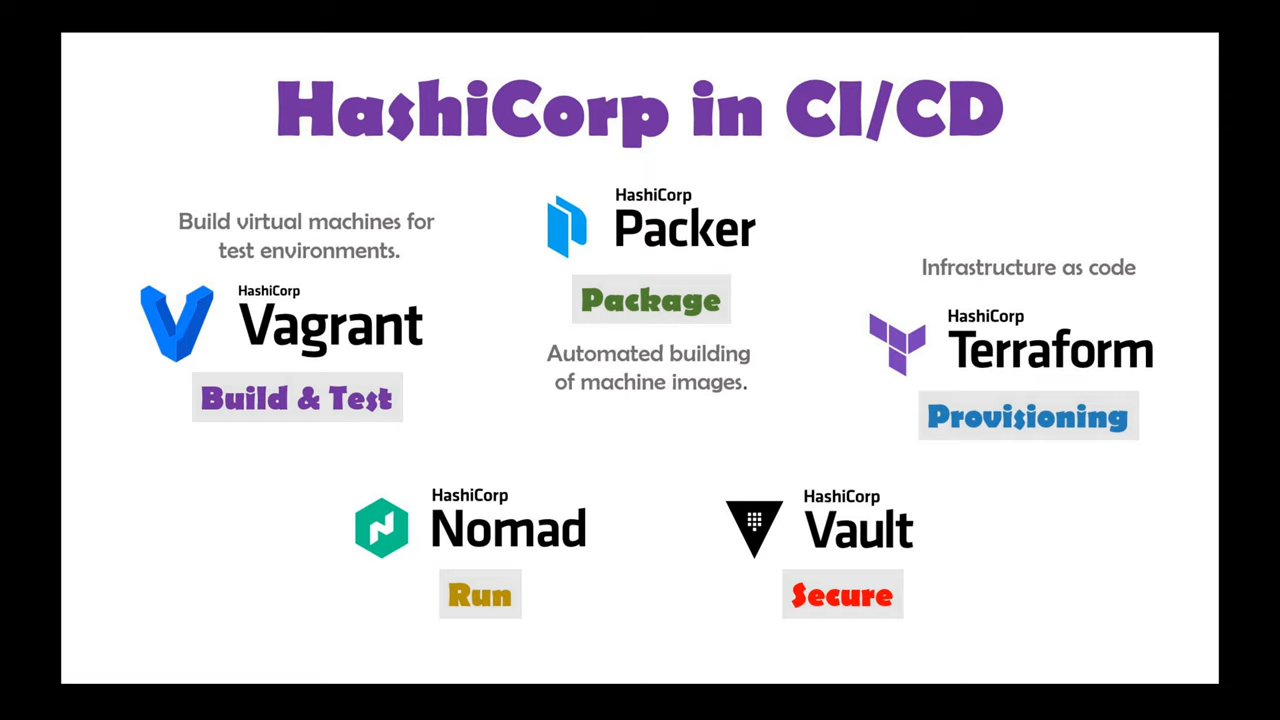 HashiCorp in CI/CD
Build virtual machines for
test environments.
HashiCorp
Vagrant
Build & Test
HashiCorp
Packer
Package
Automated building
of machine images.
Infrastructure as code
HashiCorp
Terraform
Provisioning
HashiCorp
Nomad
Run
HashiCorp
Vault
Secure